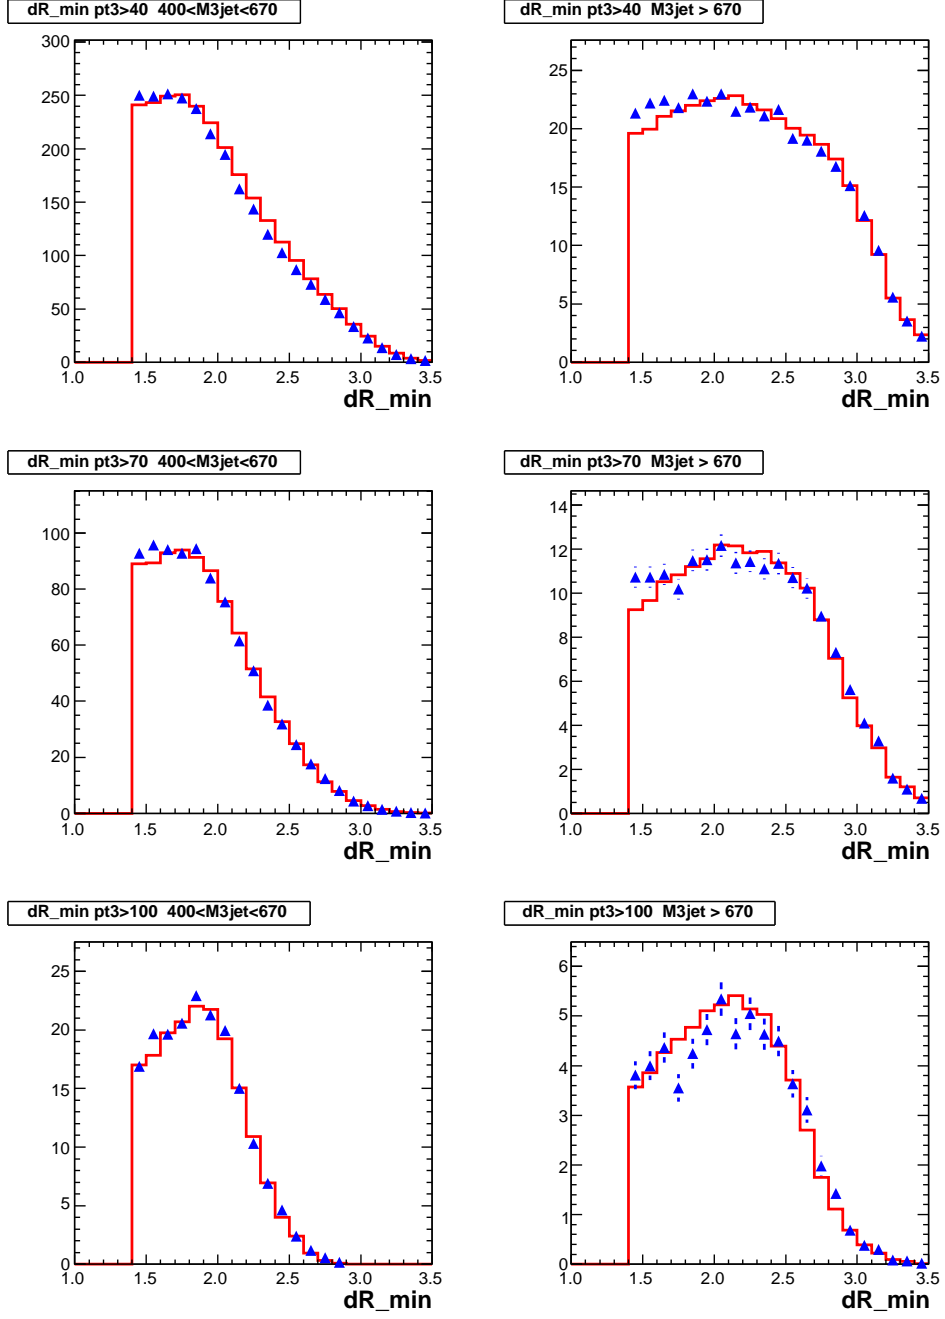 dR_min pt3>40 400<M3jet<670
300
250
200
150
100
50
0
1.0 1.5 2.0 2.5 3.0 3.5
dR_min
dR_min pt3>40 M3jet > 670
25
20
15
10
5
0
1.0 1.5 2.0 2.5 3.0 3.5
dR_min
dR_min pt3>70 400<M3jet<670
100
80
60
40
20
0
1.0 1.5 2.0 2.5 3.0 3.5
dR_min
dR_min pt3>70 M3jet > 670
14
12
10
8
6
4
2
0
1.0 1.5 2.0 2.5 3.0 3.5
dR_min
dR_min pt3>100 400<M3jet<670
25
20
15
10
5
0
1.0 1.5 2.0 2.5 3.0 3.5
dR_min
dR_min pt3>100 M3jet > 670
6
5
4
3
2
1
0
1.0 1.5 2.0 2.5 3.0 3.5
dR_min